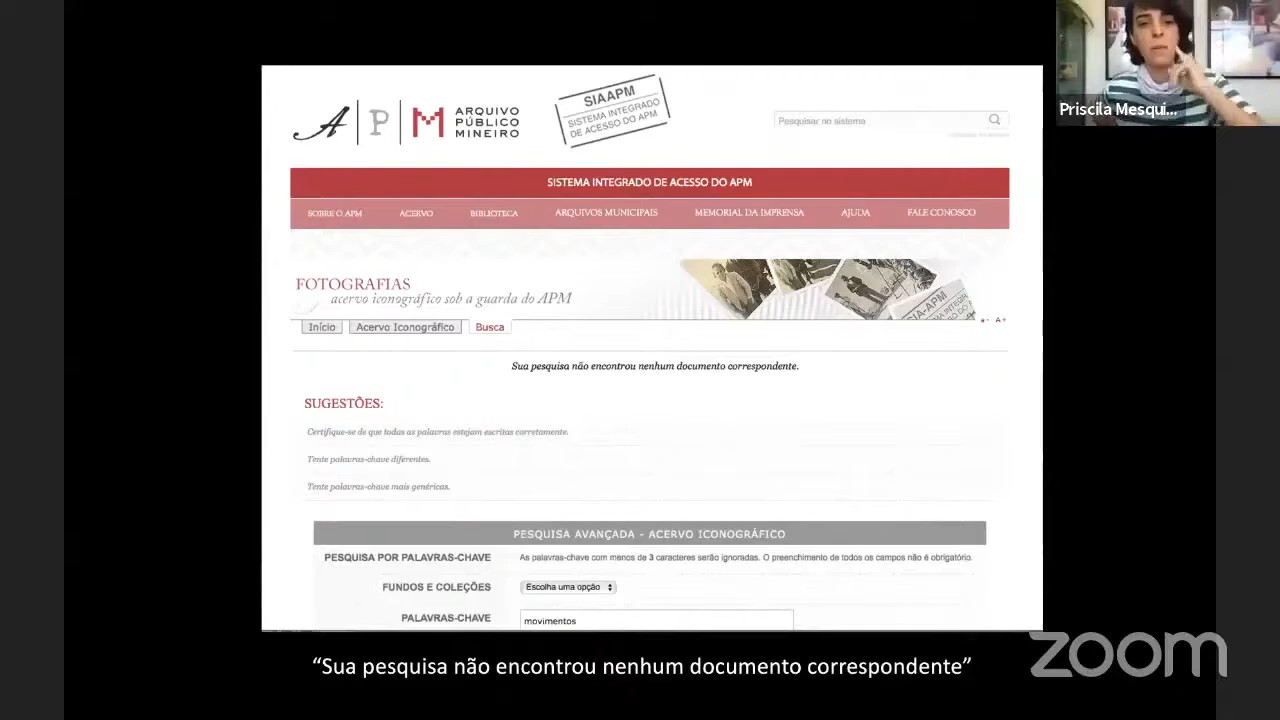 Priscila Mesqui...
A P M ARQUIVO
PÚBLICO
MINEIRO
SIAAPM
SISTEMA INTEGRADO
DE ACESSO DO APM
Pesquisar no sistema
SISTEMA INTEGRADO DE ACESSO DO APM
SOBRE O APM ACERVO BIBLIOTECA ARQUIVOS MUNICIPAIS MEMORIAL DA IMPRENSA AJUDA FALE CONOSCO
FOTOGRAFIAS
acervo iconográfico sob a guarda do APM
SIA-APM
Início Acervo Iconográfico Busca
A+
Sua pesquisa não encontrou nenhum documento correspondente.
SUGESTÕES:
Certifique-se de que todas as palavras estejam escritas corretamente.
Tente palavras-chave diferentes.
Tente palavras-chave mais genéricas.
PESQUISA AVANÇADA - ACERVO ICONOGRÁFICO
PESQUISA POR PALAVRAS-CHAVE As palavras-chave com menos de 3 caracteres serão ignoradas. O preenchimento de todos os campos não é obrigatório.
FUNDOS E COLEÇÕES Escolha uma opção
PALAVRAS-CHAVE movimentos
“Sua pesquisa não encontrou nenhum documento correspondente”
zoom